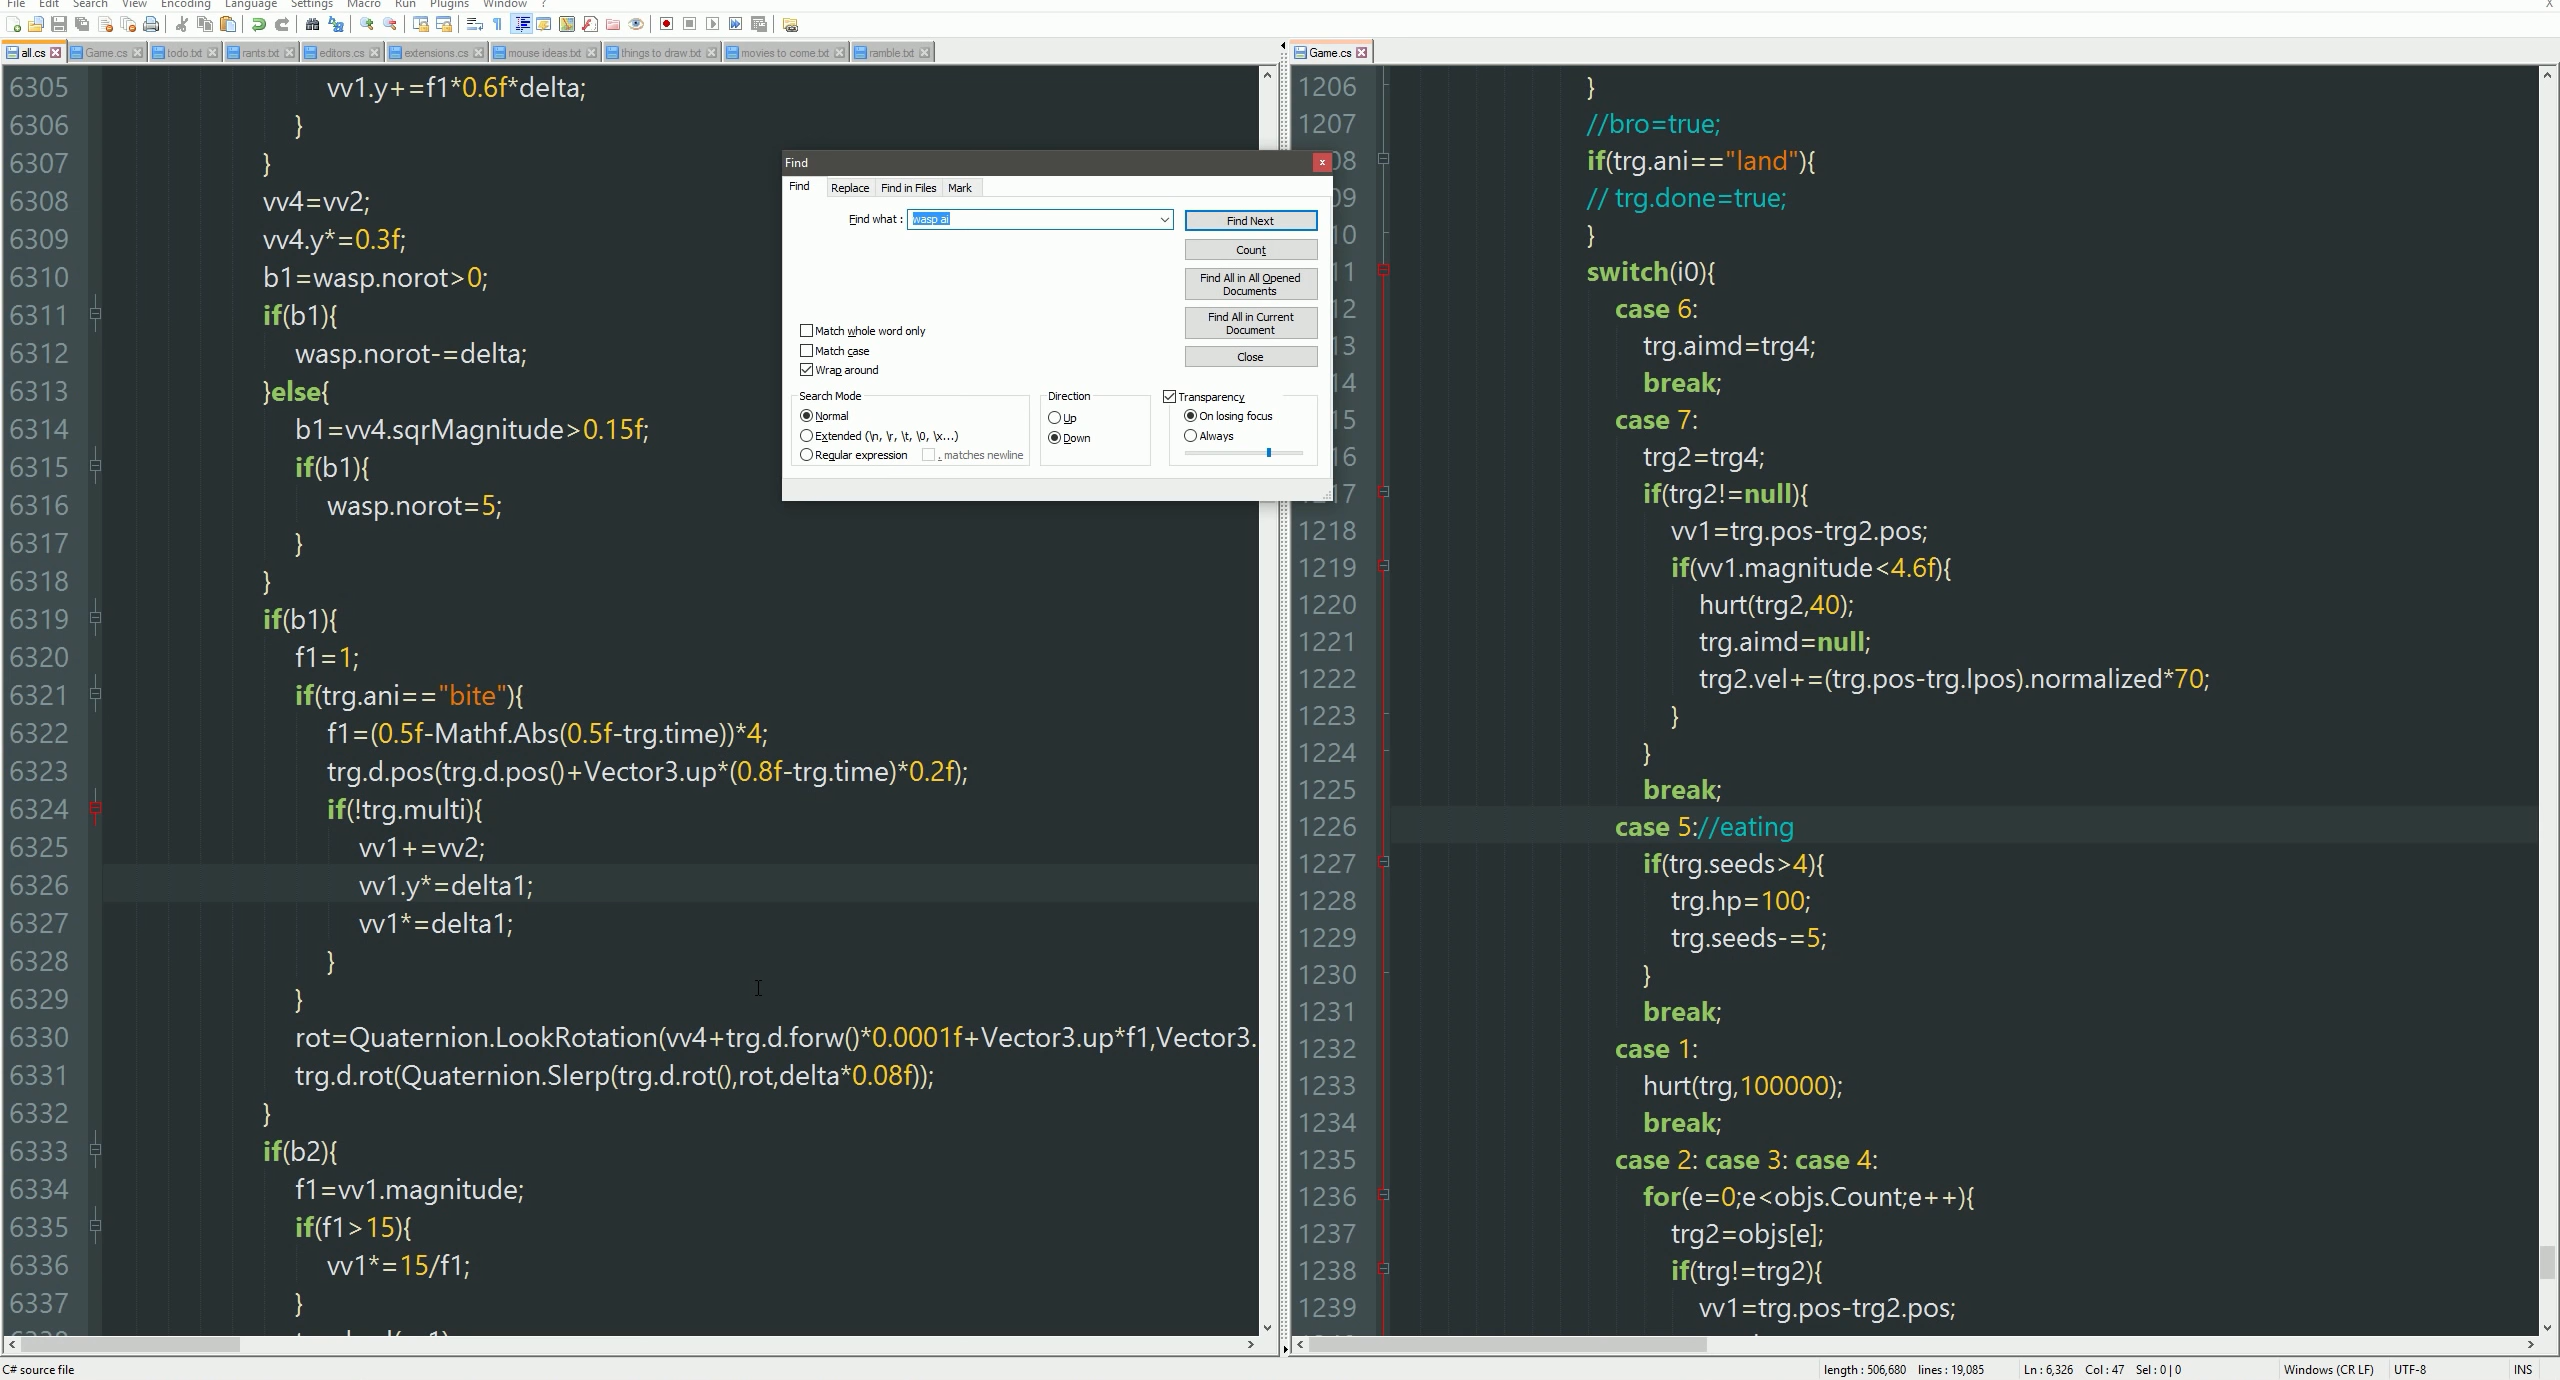 File Edit Search View Encoding Language Settings Macro Run Plugins Window ? X
all.cs Game.cs todo.txt rants.txt editors.cs extensions.cs mouse ideas.txt things to draw.txt movies to come.txt ramble.txt
6305 vv1.y+=f1*0.6f*delta;
6306 }
6307 }
6308 vv4=vv2;
6309 vv4.y*=0.3f;
6310 b1=wasp.norot>0;
6311 if(b1){
6312 wasp.norot-=delta;
6313 }else{
6314 b1=vv4.sqrMagnitude>0.15f;
6315 if(b1){
6316 wasp.norot=5;
6317 }
6318 }
6319 if(b1){
6320 f1=1;
6321 if(trg.ani=="bite"){
6322 f1=(0.5f-Mathf.Abs(0.5f-trg.time))*4;
6323 trg.d.pos(trg.d.pos()+Vector3.up*(0.8f-trg.time)*0.2f);
6324 if(!trg.multi){
6325 vv1+=vv2;
6326 vv1.y*=delta1;
6327 vv1*=delta1;
6328 }
6329 }
6330 rot=Quaternion.LookRotation(vv4+trg.d.forw()*0.0001f+Vector3.up*f1,Vector3.
6331 trg.d.rot(Quaternion.Slerp(trg.d.rot(),rot,delta*0.08f));
6332 }
6333 if(b2){
6334 f1=vv1.magnitude;
6335 if(f1>15){
6336 vv1*=15/f1;
6337 }
Find
Find Replace Find in Files Mark
Find what : wasp ai
Find Next
Count
Find All in All Opened
Documents
Find All in Current
Document
Close
Match whole word only
Match case
Wrap around
Search Mode
Normal
Extended (\n, \r, \t, \0, \x...)
Regular expression . matches newline
Direction
Up
Down
Transparency
On losing focus
Always
Game.cs
1206 }
1207 //bro=true;
08 if(trg.ani=="land"){
09 // trg.done=true;
10 }
11 switch(i0){
12 case 6:
13 trg.aimd=trg4;
14 break;
15 case 7:
16 trg2=trg4;
17 if(trg2!=null){
1218 vv1=trg.pos-trg2.pos;
1219 if(vv1.magnitude<4.6f){
1220 hurt(trg2,40);
1221 trg.aimd=null;
1222 trg2.vel+=(trg.pos-trg.lpos).normalized*70;
1223 }
1224 }
1225 break;
1226 case 5://eating
1227 if(trg.seeds>4){
1228 trg.hp=100;
1229 trg.seeds-=5;
1230 }
1231 break;
1232 case 1:
1233 hurt(trg,100000);
1234 break;
1235 case 2: case 3: case 4:
1236 for(e=0;e<objs.Count;e++){
1237 trg2=objs[e];
1238 if(trg!=trg2){
1239 vv1=trg.pos-trg2.pos;
C# source file length : 506,680 lines : 19,085 Ln : 6,326 Col : 47 Sel : 0 | 0 Windows (CR LF) UTF-8 INS